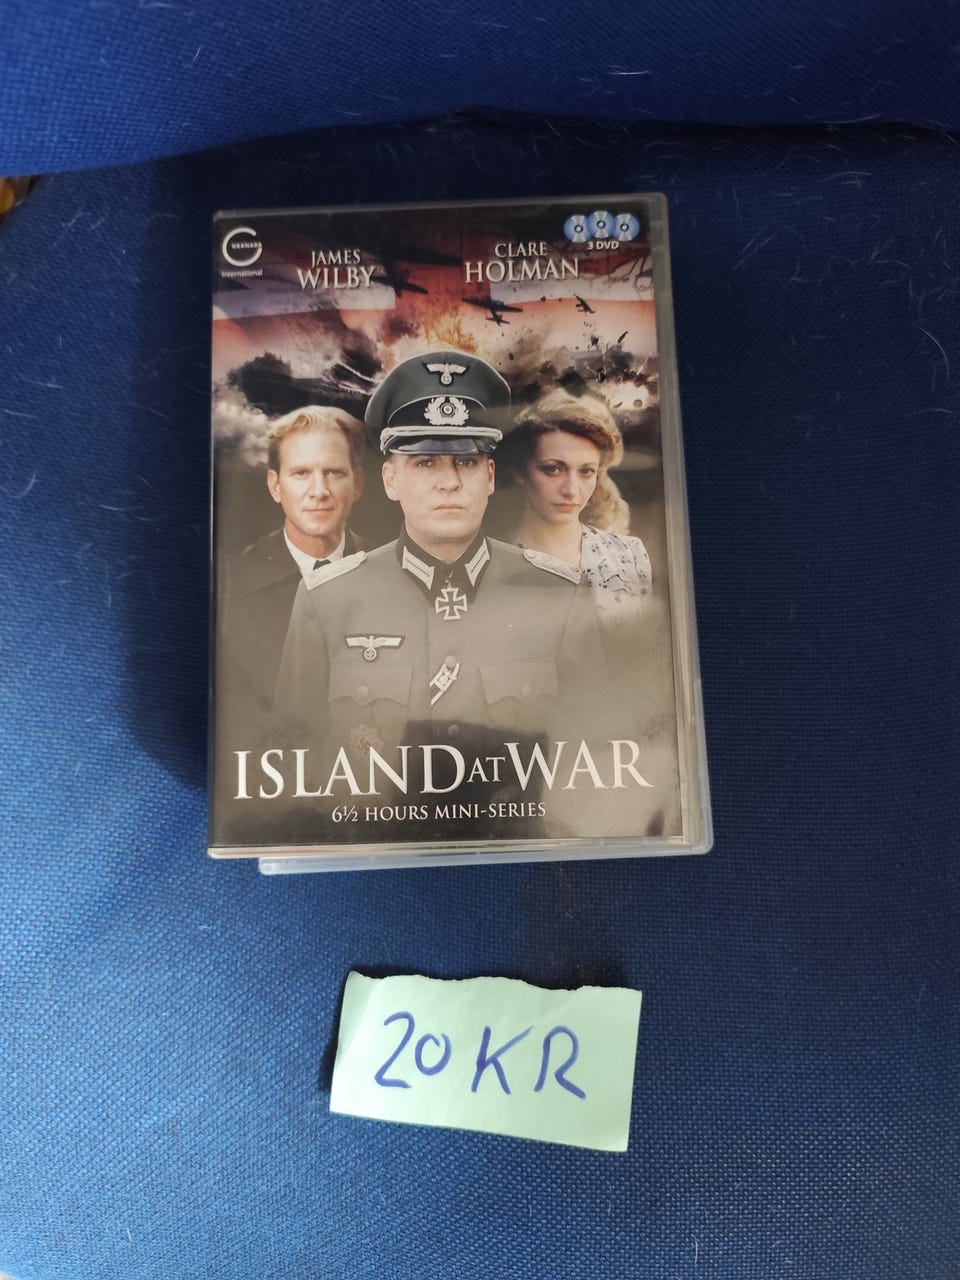 GRANADA
International
JAMES
WILBY
CLARE
HOLMAN
3 DVD
ISLAND AT WAR
6½ HOURS MINI-SERIES
20 KR